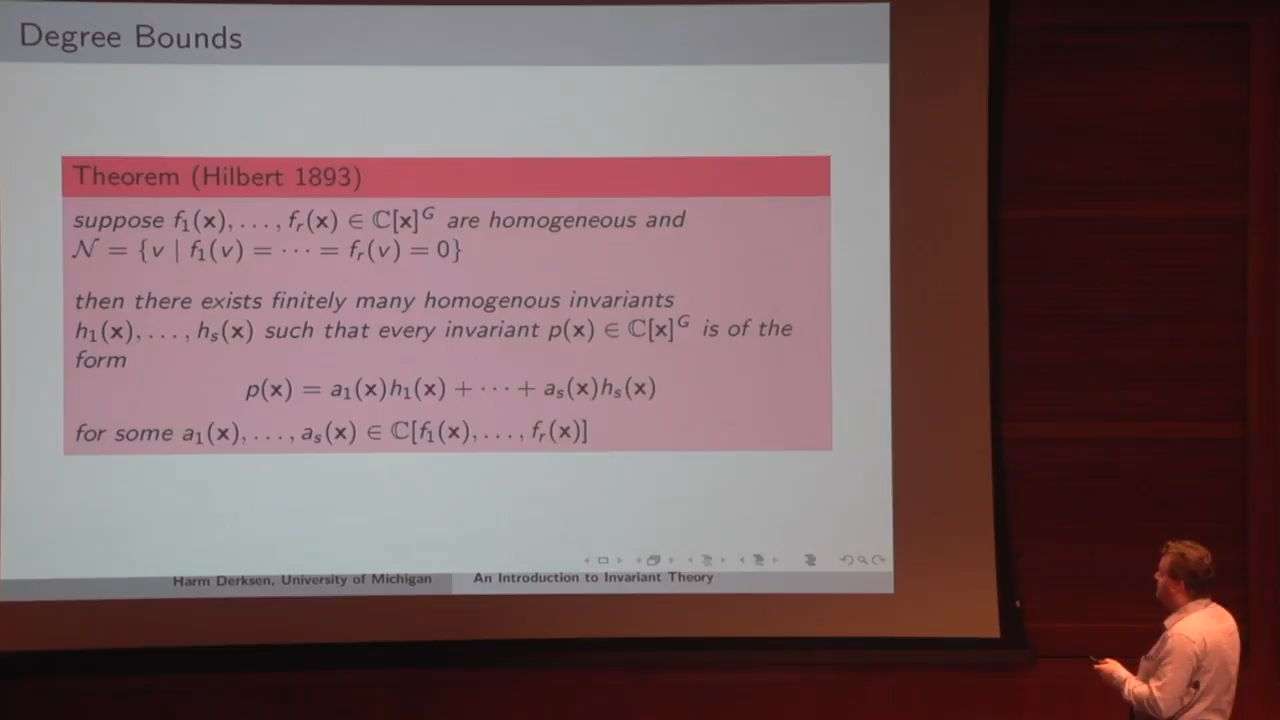 Degree Bounds
Theorem (Hilbert 1893)
suppose f₁(x), . . . , fᵣ(x) ∈ ℂ[x]ᴳ are homogeneous and
𝒩 = {v | f₁(v) = · · · = fᵣ(v) = 0}
then there exists finitely many homogenous invariants
h₁(x), . . . , hₛ(x) such that every invariant p(x) ∈ ℂ[x]ᴳ is of the
form
p(x) = a₁(x)h₁(x) + · · · + aₛ(x)hₛ(x)
for some a₁(x), . . . , aₛ(x) ∈ ℂ[f₁(x), . . . , fᵣ(x)]
Harm Derksen, University of Michigan An Introduction to Invariant Theory